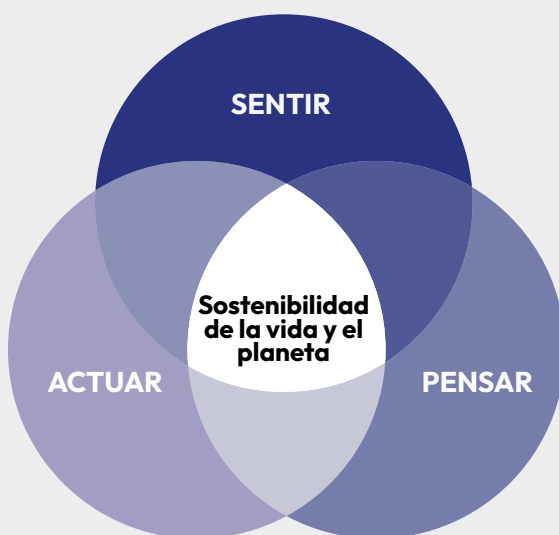 SENTIR
Sostenibilidad
de la vida y el
planeta
ACTUAR
PENSAR